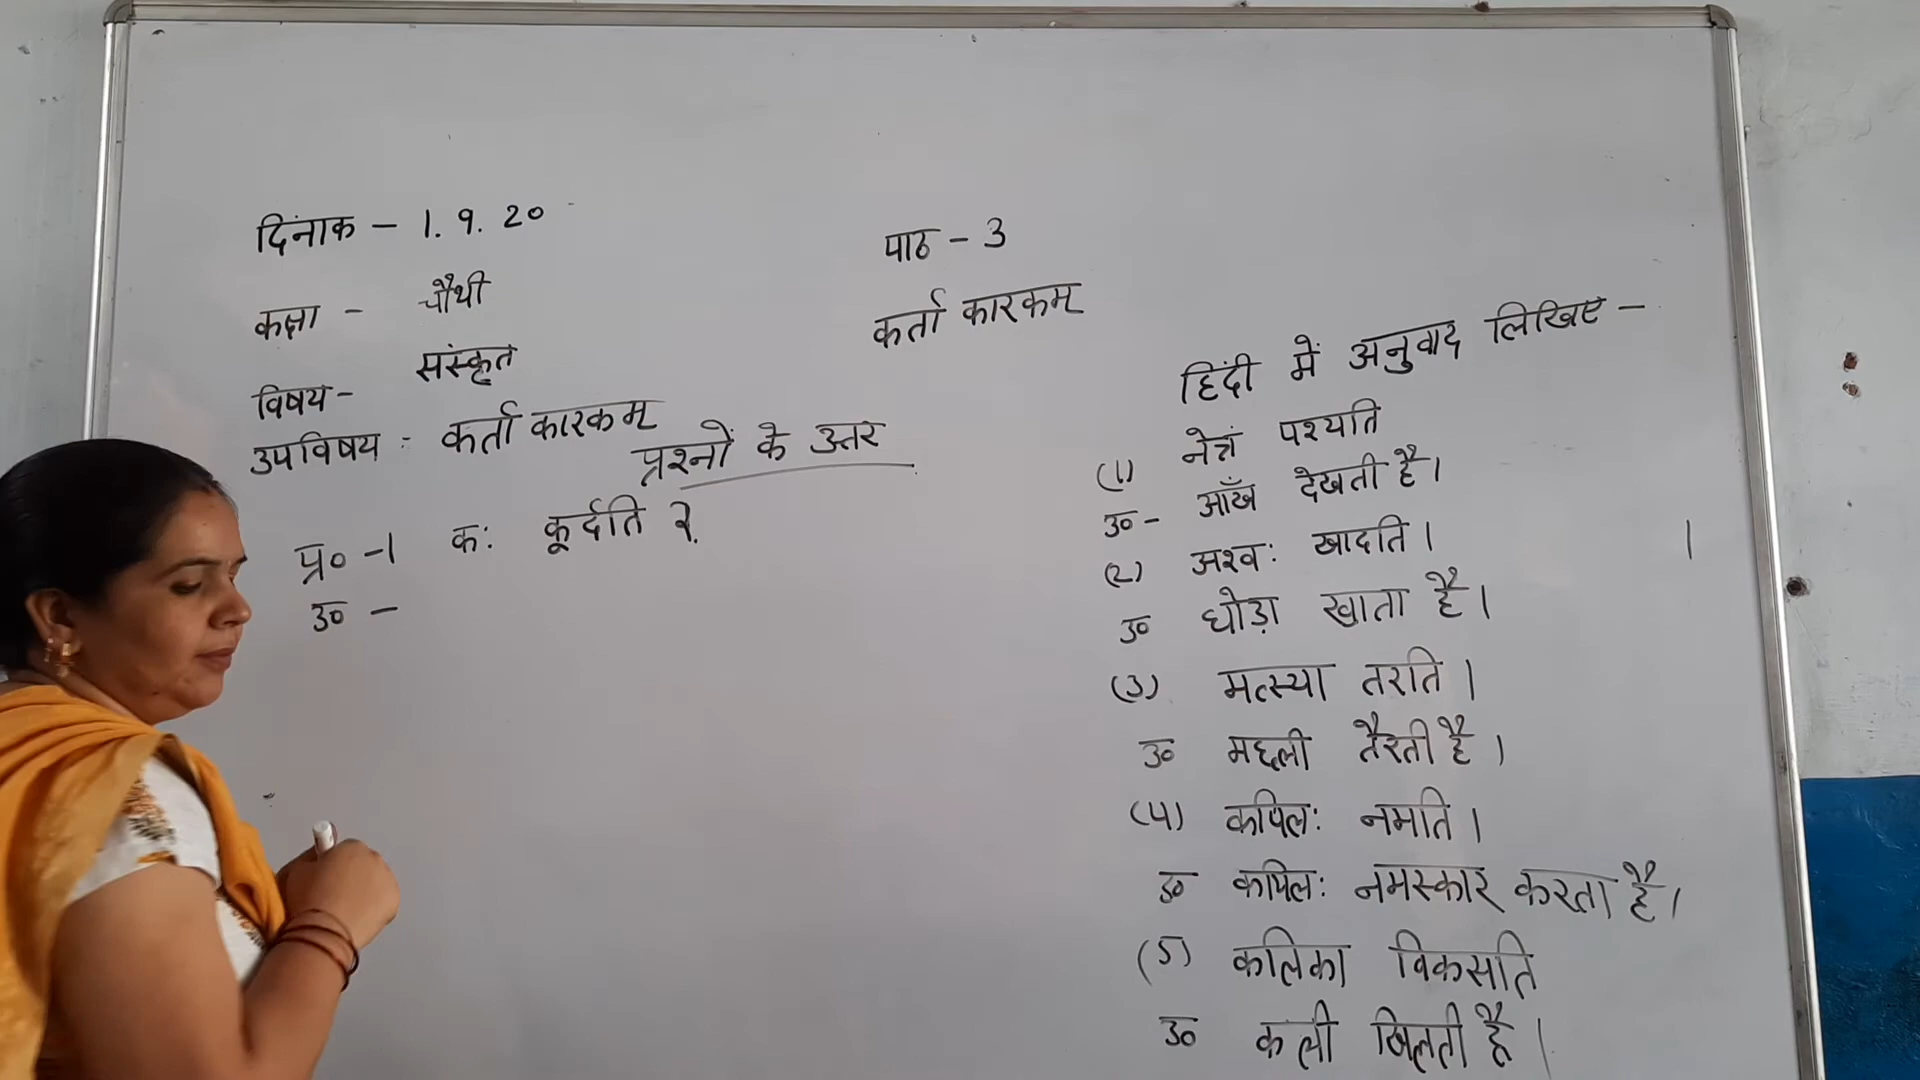 दिंनाक - 1. 9. 20
कक्षा - चौथी
विषय- संस्कृत
उपविषय - कर्ता कारकम्
पाठ - 3
कर्ता कारकम्
प्रश्नों के उतर
प्र० -1 कः कूर्दति ?
उ० -
हिंदी में अनुवाद लिखिए -
(1) नेत्रं पश्यति
उ० - आँख देखती है।
(2) अश्वः खादति।
उ० घोड़ा खाता है।
(3) मत्स्या तरति।
उ० मछली तैरती है।
(4) कपिलः नमति।
उ० कपिलः नमस्कार करता है।
(5) कलिका विकसति
उ० कली खिलती है।